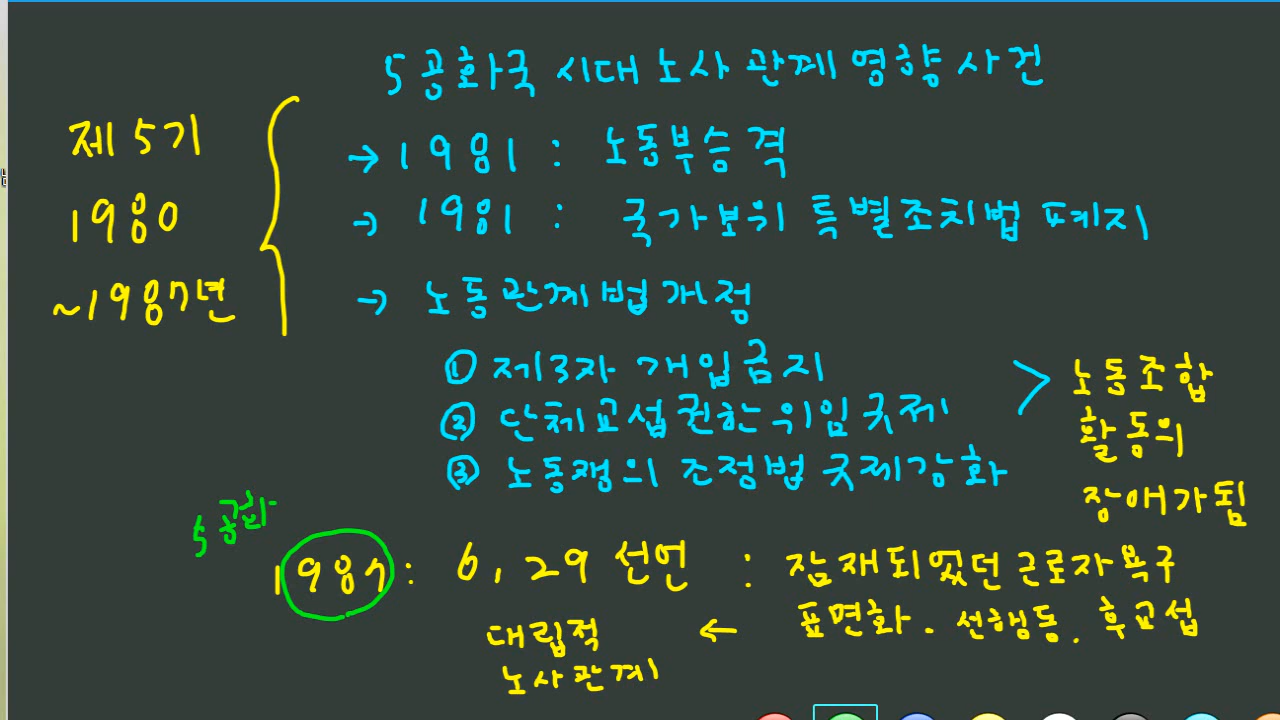 5공화국 시대 노사 관계 영향 사건
제5기
1980
~1987년
→ 1981 : 노동부승격
→ 1981 : 국가보위 특별조치법 폐지
→ 노동관계법개정
① 제3자 개입금지
② 단체교섭권한위임규제
③ 노동쟁의 조정법 규제강화
> 노동조합
활동의
장애가됨
5공화
1987 : 6, 29 선언 : 잠재되었던 근로자욕구
표면화. 선행동. 후교섭
← 대립적
노사관계